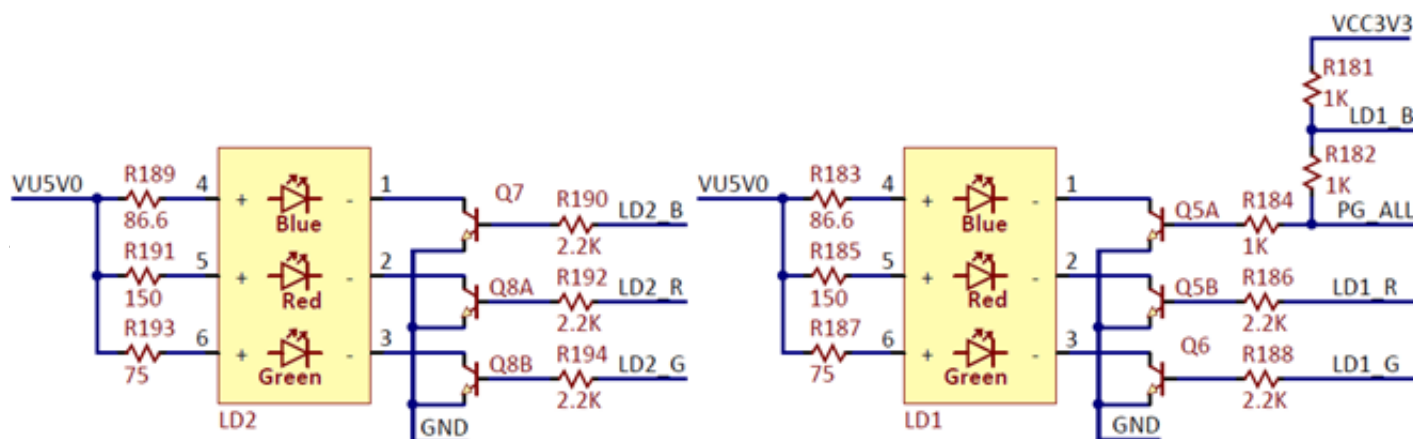 VCC3V3
R181
1K
LD1_B
R182
1K
PG_ALL
VU5V0
R189
86.6
R191
150
R193
75
4
5
6
+
+
+
Blue
Red
Green
-
-
-
1
2
3
LD2
Q7
Q8A
Q8B
R190
2.2K
R192
2.2K
R194
2.2K
LD2_B
LD2_R
LD2_G
GND
VU5V0
R183
86.6
R185
150
R187
75
4
5
6
+
+
+
Blue
Red
Green
-
-
-
1
2
3
LD1
Q5A
Q5B
Q6
R184
1K
R186
2.2K
R188
2.2K
LD1_R
LD1_G
GND